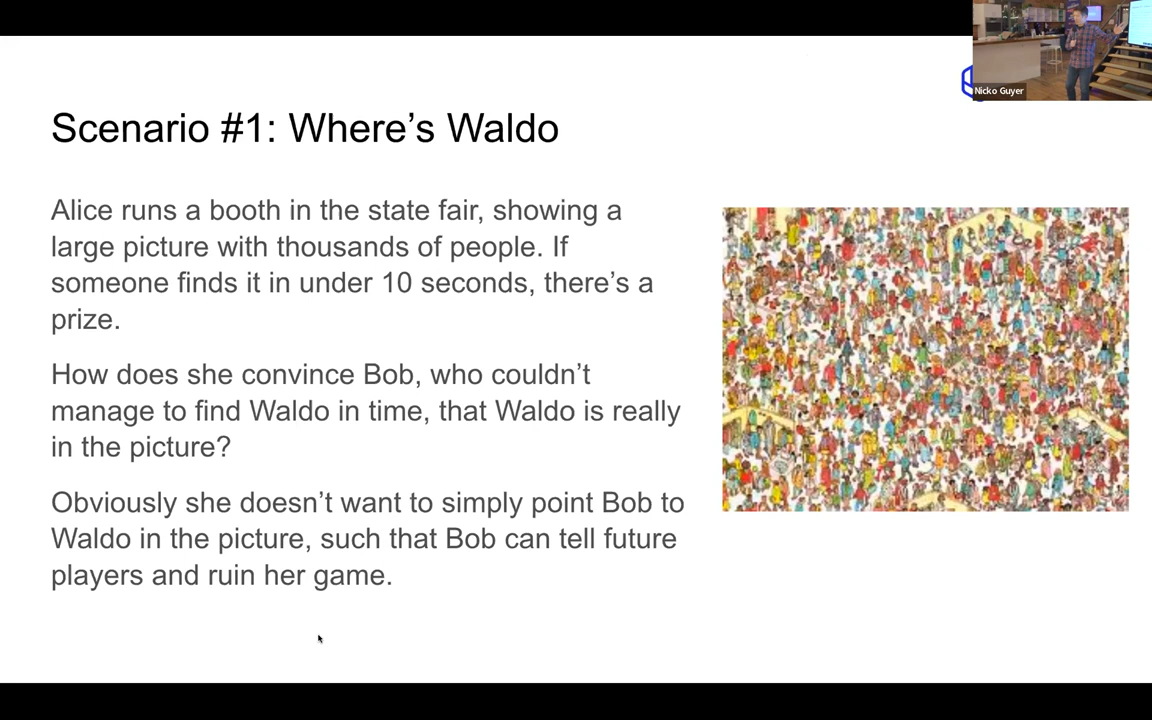 Nicko Guyer
Scenario #1: Where’s Waldo
Alice runs a booth in the state fair, showing a
large picture with thousands of people. If
someone finds it in under 10 seconds, there’s a
prize.
How does she convince Bob, who couldn’t
manage to find Waldo in time, that Waldo is really
in the picture?
Obviously she doesn’t want to simply point Bob to
Waldo in the picture, such that Bob can tell future
players and ruin her game.